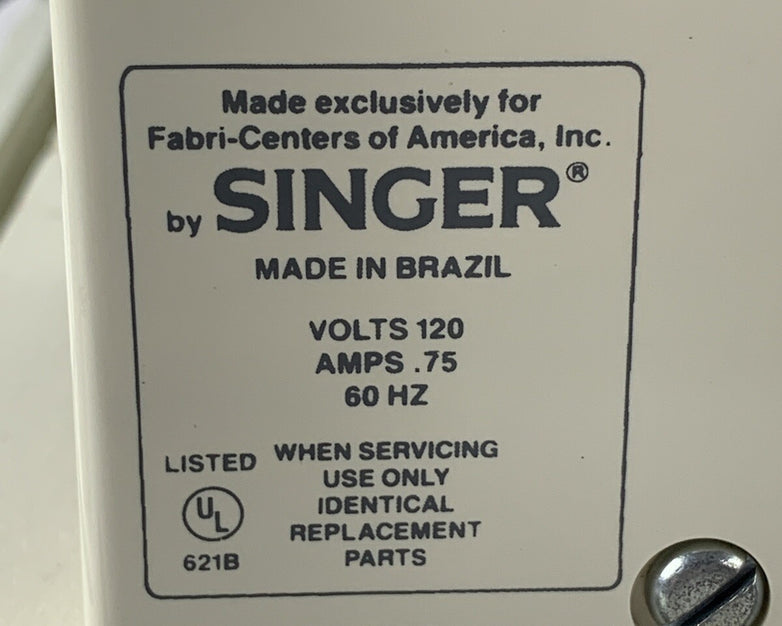 Made exclusively for
Fabri-Centers of America, Inc.
by SINGER®
MADE IN BRAZIL
VOLTS 120
AMPS .75
60 HZ
LISTED
UL
621B
WHEN SERVICING
USE ONLY
IDENTICAL
REPLACEMENT
PARTS